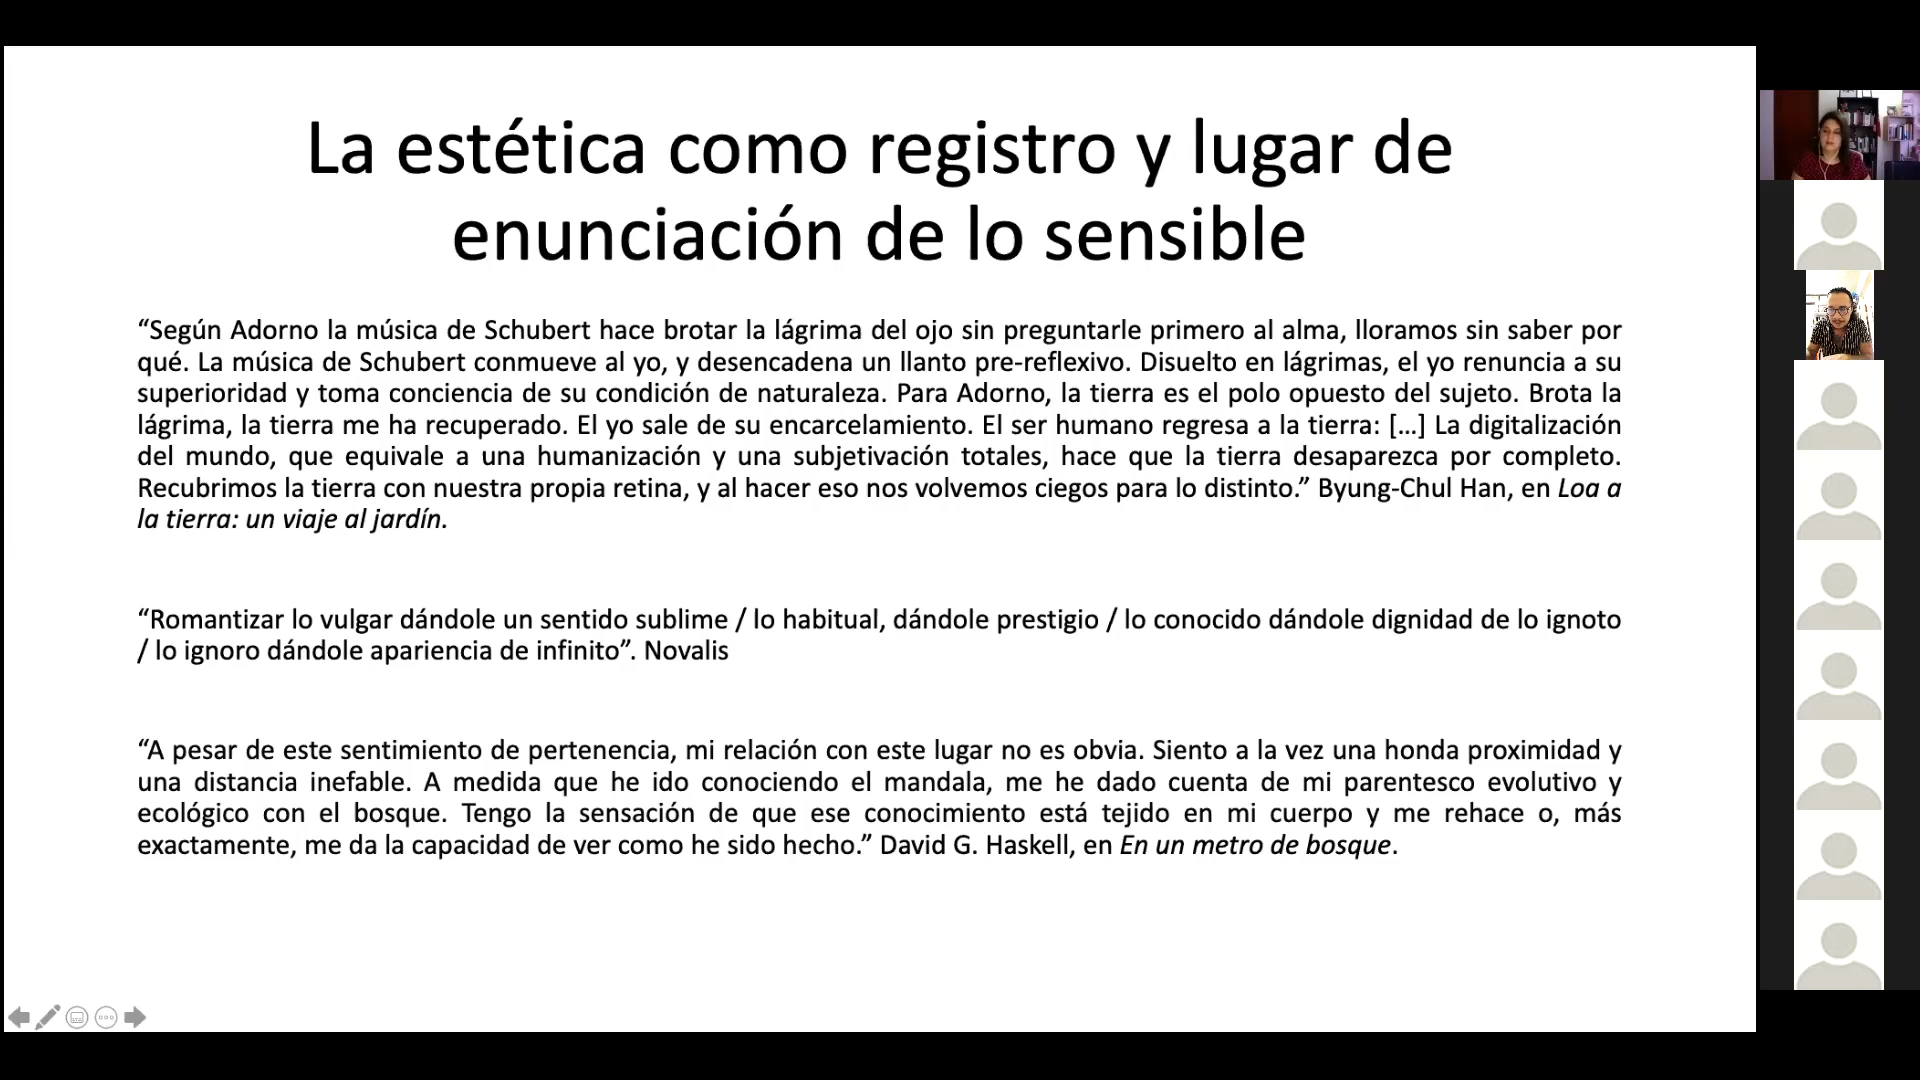 La estética como registro y lugar de
enunciación de lo sensible
“Según Adorno la música de Schubert hace brotar la lágrima del ojo sin preguntarle primero al alma, lloramos sin saber por
qué. La música de Schubert conmueve al yo, y desencadena un llanto pre-reflexivo. Disuelto en lágrimas, el yo renuncia a su
superioridad y toma conciencia de su condición de naturaleza. Para Adorno, la tierra es el polo opuesto del sujeto. Brota la
lágrima, la tierra me ha recuperado. El yo sale de su encarcelamiento. El ser humano regresa a la tierra: […] La digitalización
del mundo, que equivale a una humanización y una subjetivación totales, hace que la tierra desaparezca por completo.
Recubrimos la tierra con nuestra propia retina, y al hacer eso nos volvemos ciegos para lo distinto.” Byung-Chul Han, en Loa a
la tierra: un viaje al jardín.
“Romantizar lo vulgar dándole un sentido sublime / lo habitual, dándole prestigio / lo conocido dándole dignidad de lo ignoto
/ lo ignoro dándole apariencia de infinito”. Novalis
“A pesar de este sentimiento de pertenencia, mi relación con este lugar no es obvia. Siento a la vez una honda proximidad y
una distancia inefable. A medida que he ido conociendo el mandala, me he dado cuenta de mi parentesco evolutivo y
ecológico con el bosque. Tengo la sensación de que ese conocimiento está tejido en mi cuerpo y me rehace o, más
exactamente, me da la capacidad de ver como he sido hecho.” David G. Haskell, en En un metro de bosque.